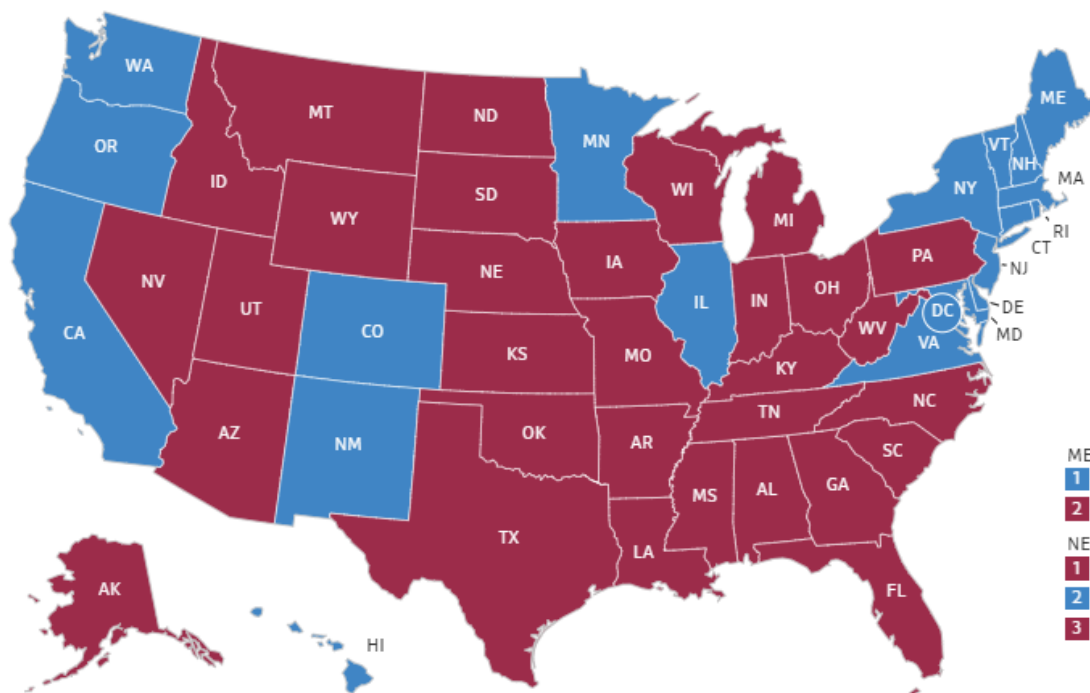 WA
OR
CA
NV
ID
MT
WY
UT
AZ
CO
NM
ND
SD
NE
KS
OK
TX
MN
IA
MO
AR
LA
WI
IL
MI
IN
OH
KY
TN
MS
AL
GA
FL
SC
NC
VA
WV
PA
NY
VT
NH
ME
MA
RI
CT
NJ
DE
MD
DC
AK
HI
ME
1
2
NE
1
2
3